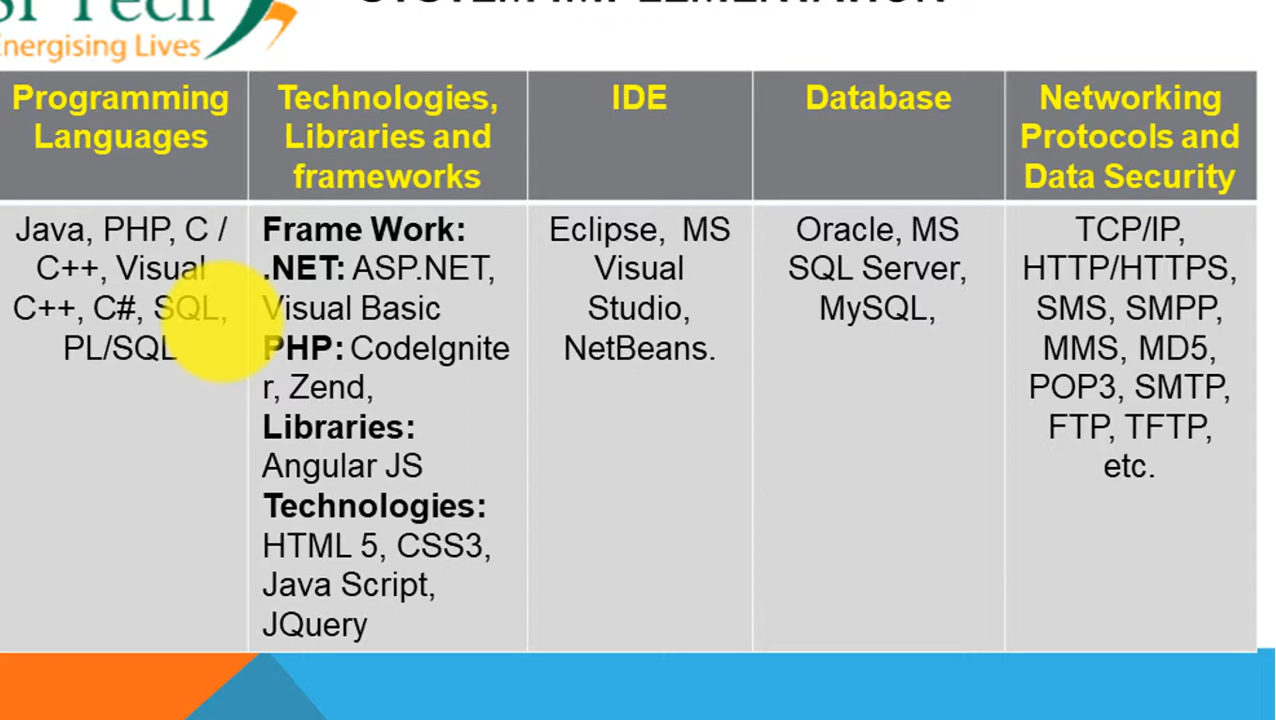 Tech
Energising Lives
SYSTEM IMPLEMENTATION
Programming
Languages
Technologies,
Libraries and
frameworks
IDE
Database
Networking
Protocols and
Data Security
Java, PHP, C /
C++, Visual
C++, C#, SQL,
PL/SQL
Frame Work:
.NET: ASP.NET,
Visual Basic
PHP: CodeIgnite
r, Zend,
Libraries:
Angular JS
Technologies:
HTML 5, CSS3,
Java Script,
JQuery
Eclipse, MS
Visual
Studio,
NetBeans.
Oracle, MS
SQL Server,
MySQL,
TCP/IP,
HTTP/HTTPS,
SMS, SMPP,
MMS, MD5,
POP3, SMTP,
FTP, TFTP,
etc.